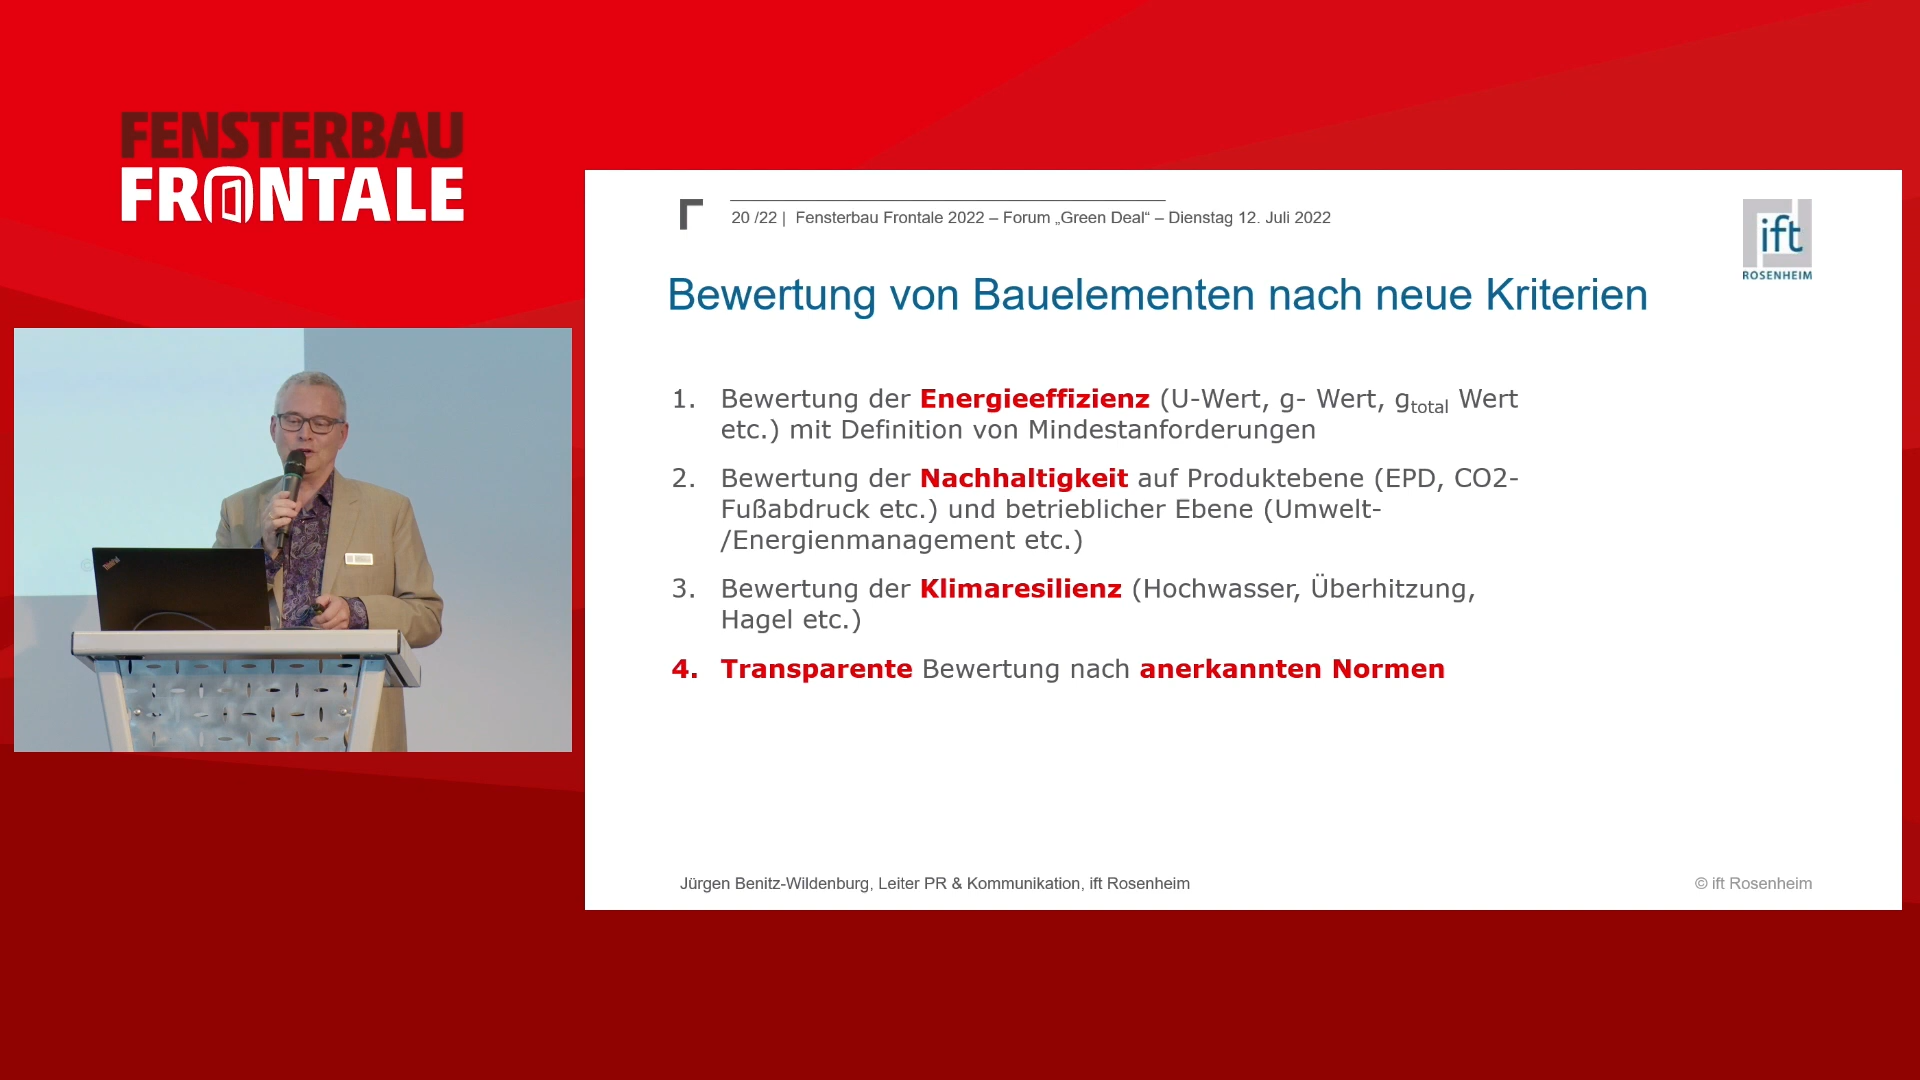 FENSTERBAU
FRONTALE
20 /22 | Fensterbau Frontale 2022 – Forum „Green Deal“ – Dienstag 12. Juli 2022
ift
ROSENHEIM
Bewertung von Bauelementen nach neue Kriterien
1. Bewertung der Energieeffizienz (U-Wert, g- Wert, gtotal Wert
etc.) mit Definition von Mindestanforderungen
2. Bewertung der Nachhaltigkeit auf Produktebene (EPD, CO2-
Fußabdruck etc.) und betrieblicher Ebene (Umwelt-
/Energienmanagement etc.)
3. Bewertung der Klimaresilienz (Hochwasser, Überhitzung,
Hagel etc.)
4. Transparente Bewertung nach anerkannten Normen
ThinkPad
Jürgen Benitz-Wildenburg, Leiter PR & Kommunikation, ift Rosenheim
© ift Rosenheim